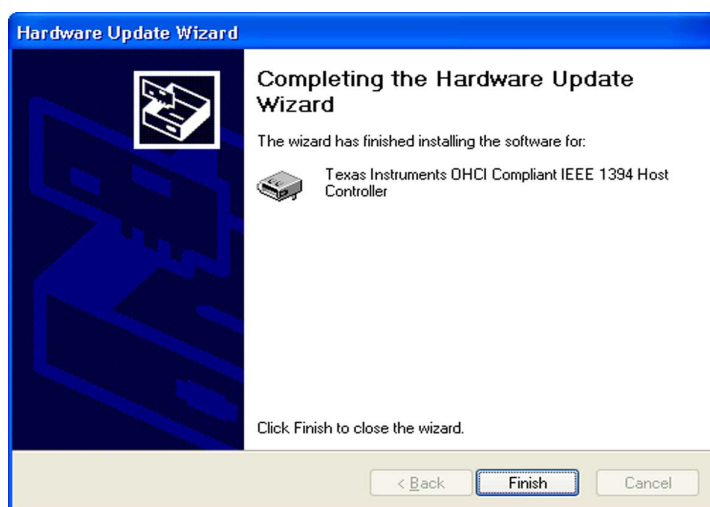 Hardware Update Wizard
Completing the Hardware Update
Wizard
The wizard has finished installing the software for:
Texas Instruments OHCI Compliant IEEE 1394 Host
Controller
Click Finish to close the wizard.
< Back
Finish
Cancel